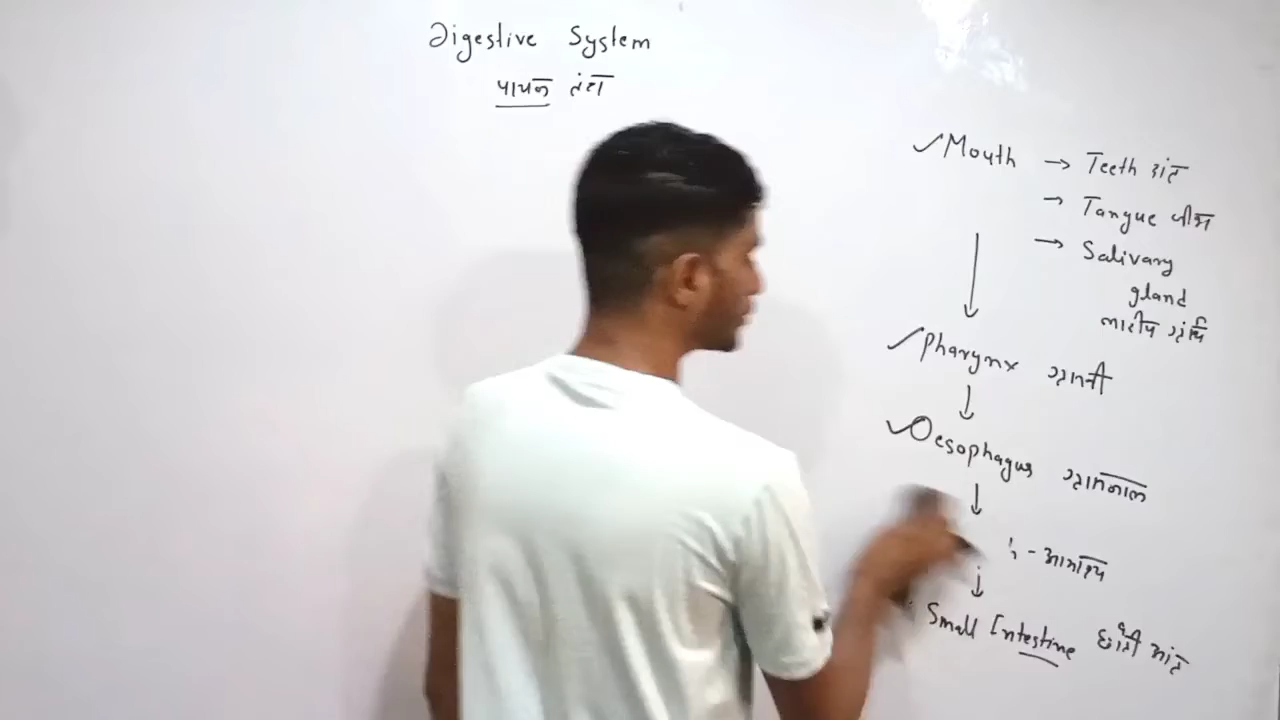 Digestive System
पाचन तंत्र
✓Mouth → Teeth दांत
→ Tangue जीभ
→ Salivary
gland
लारीय ग्रंथि
↓
✓Pharynx ग्रसनी
↓
✓Oesophagus ग्रासनाल
↓
- आमाशय
↓
Small Intestine छोटी आंत